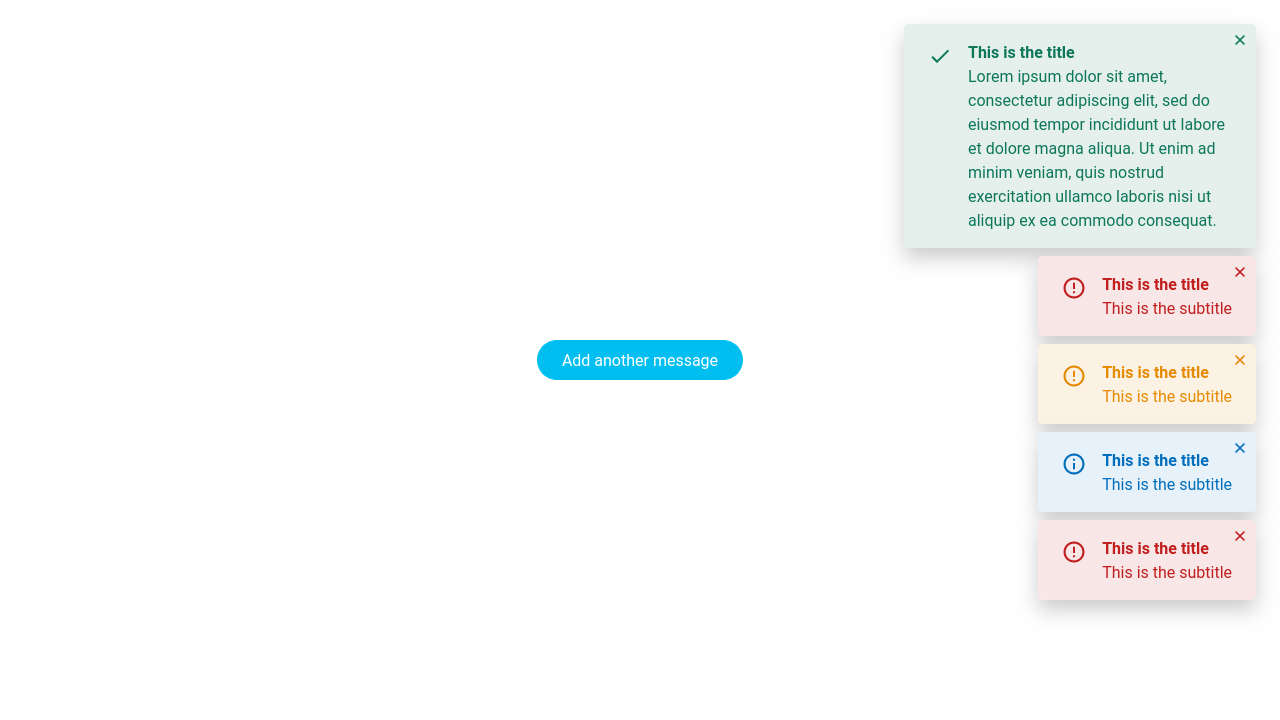 This is the title
Lorem ipsum dolor sit amet,
consectetur adipiscing elit, sed do
eiusmod tempor incididunt ut labore
et dolore magna aliqua. Ut enim ad
minim veniam, quis nostrud
exercitation ullamco laboris nisi ut
aliquip ex ea commodo consequat.
This is the title
This is the subtitle
Add another message
This is the title
This is the subtitle
This is the title
This is the subtitle
This is the title
This is the subtitle